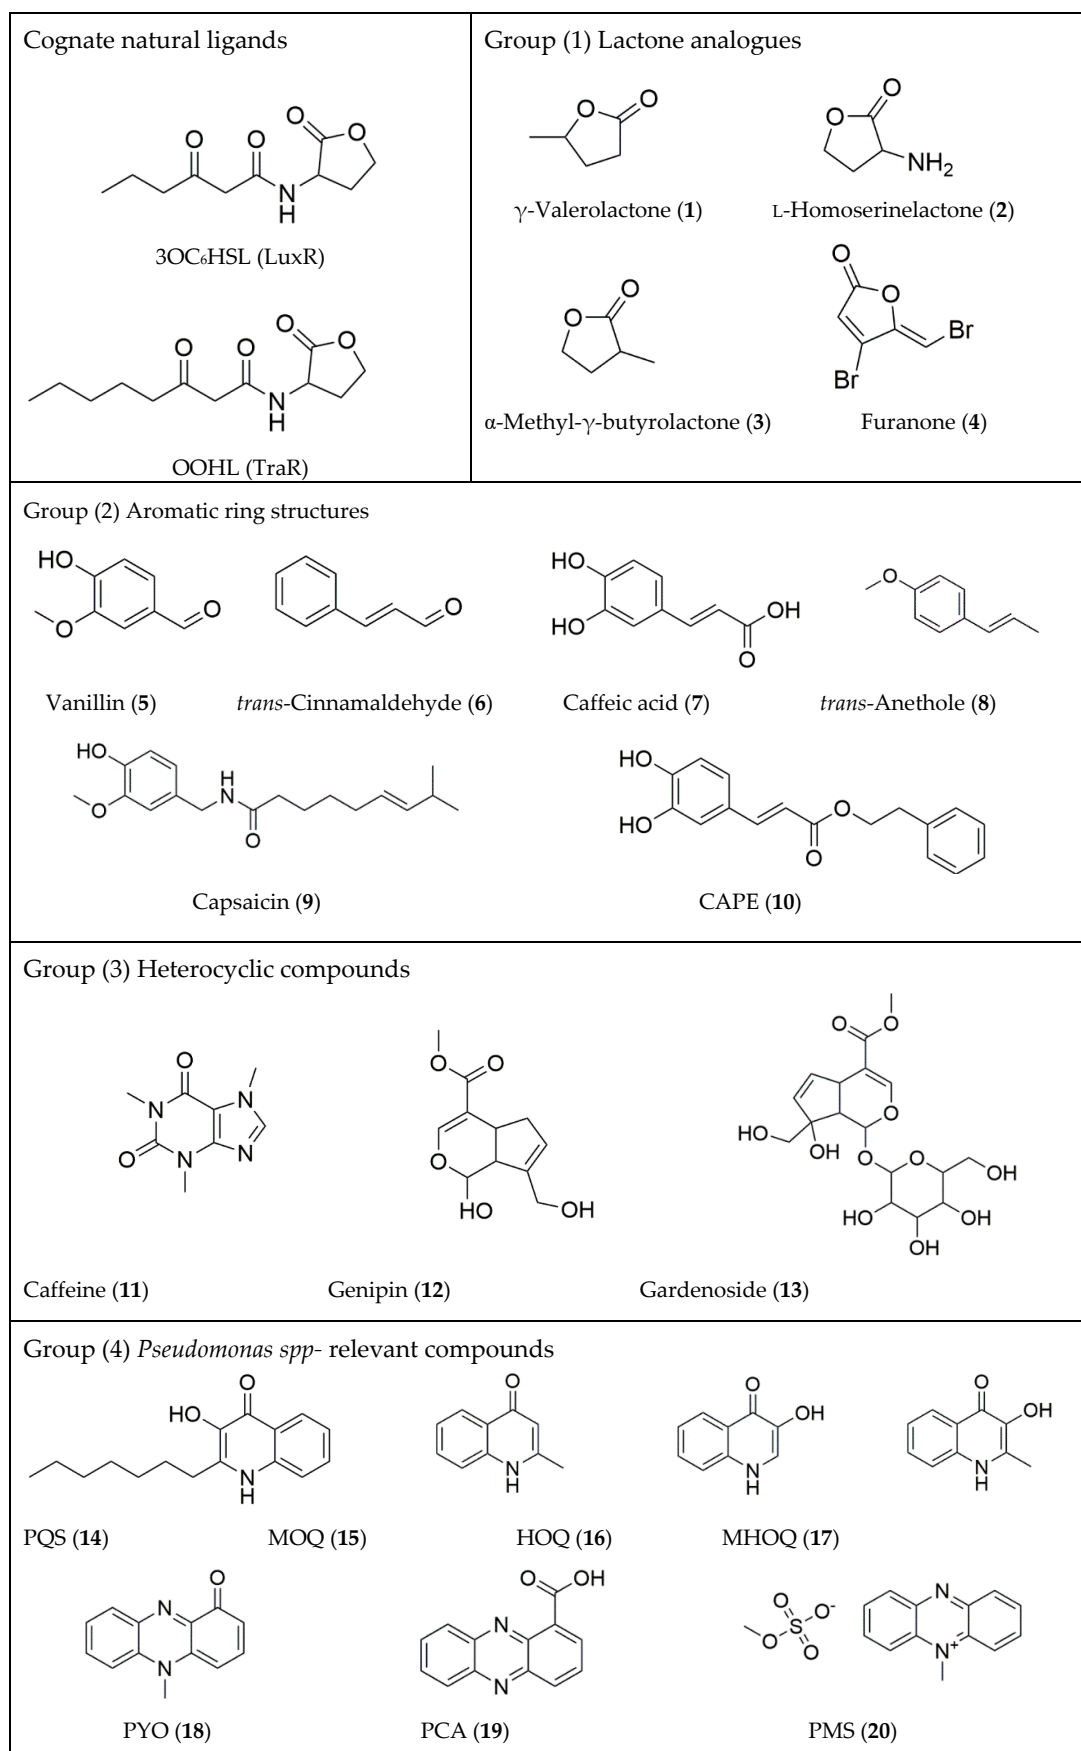 Cognate natural ligands
O
O
O
O
N
H
3OC₆HSL (LuxR)
O
O
O
O
N
H
OOHL (TraR)
Group (1) Lactone analogues
O
O
γ-Valerolactone (1)
O
O
NH₂
L-Homoserinelactone (2)
O
O
α-Methyl-γ-butyrolactone (3)
O
O
Br
Br
Furanone (4)
Group (2) Aromatic ring structures
HO
O
O
Vanillin (5)
O
trans-Cinnamaldehyde (6)
HO
HO
OH
O
Caffeic acid (7)
O
trans-Anethole (8)
HO
O
H
N
O
Capsaicin (9)
HO
HO
O
O
CAPE (10)
Group (3) Heterocyclic compounds
O
N
N
O
N
N
Caffeine (11)
O
O
O
HO
OH
Genipin (12)
O
O
O
HO
OH
O
O
OH
HO
OH
OH
Gardenoside (13)
Group (4) Pseudomonas spp- relevant compounds
O
HO
N
H
O
N
H
O
OH
N
H
O
OH
N
H
PQS (14)
MOQ (15)
HOQ (16)
MHOQ (17)
O
N
N
PYO (18)
O
OH
N
N
PCA (19)
O
O⁻
S
O
O
N
N⁺
PMS (20)